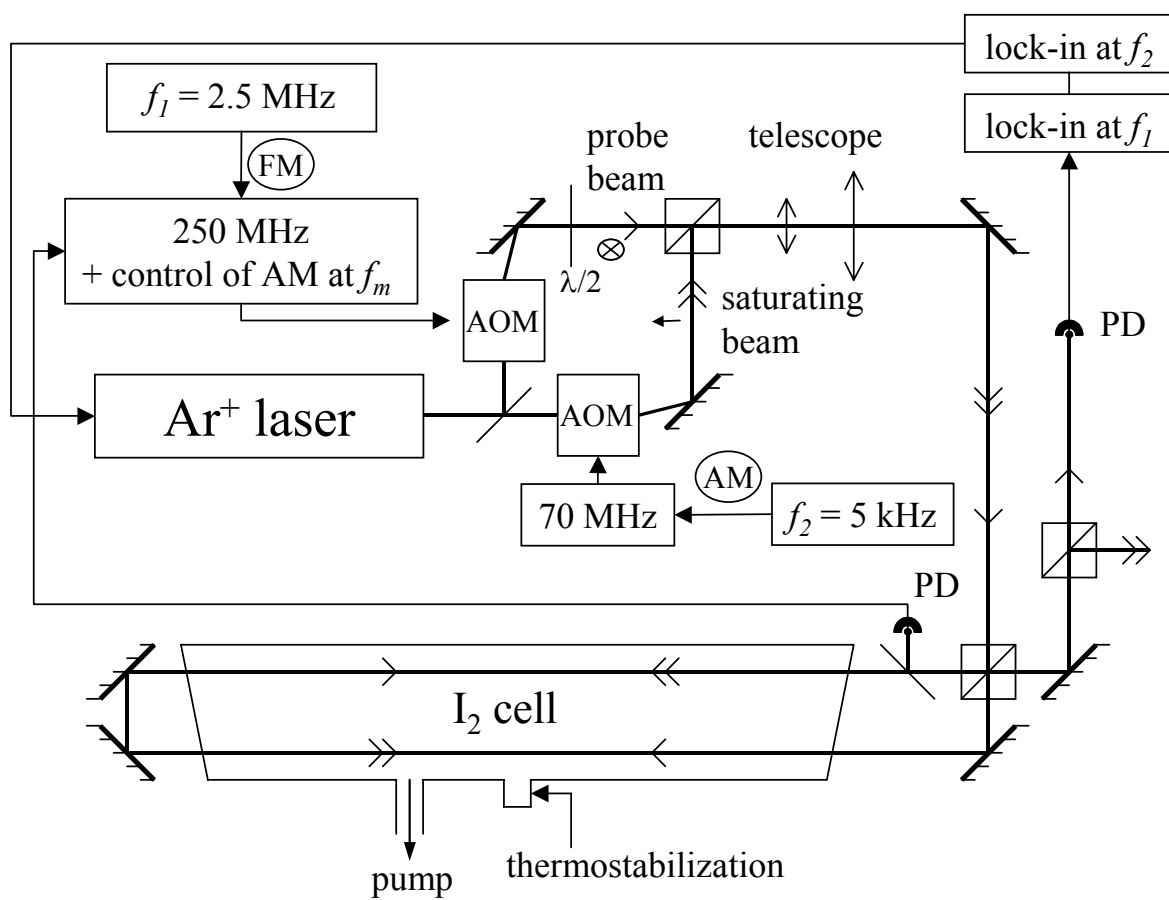 lock-in at f2
f1 = 2.5 MHz
lock-in at f1
FM
probe
beam
telescope
250 MHz
+ control of AM at fm
λ/2
AOM
saturating
beam
PD
Ar+ laser
AOM
AM
70 MHz
f2 = 5 kHz
PD
I2 cell
thermostabilization
pump